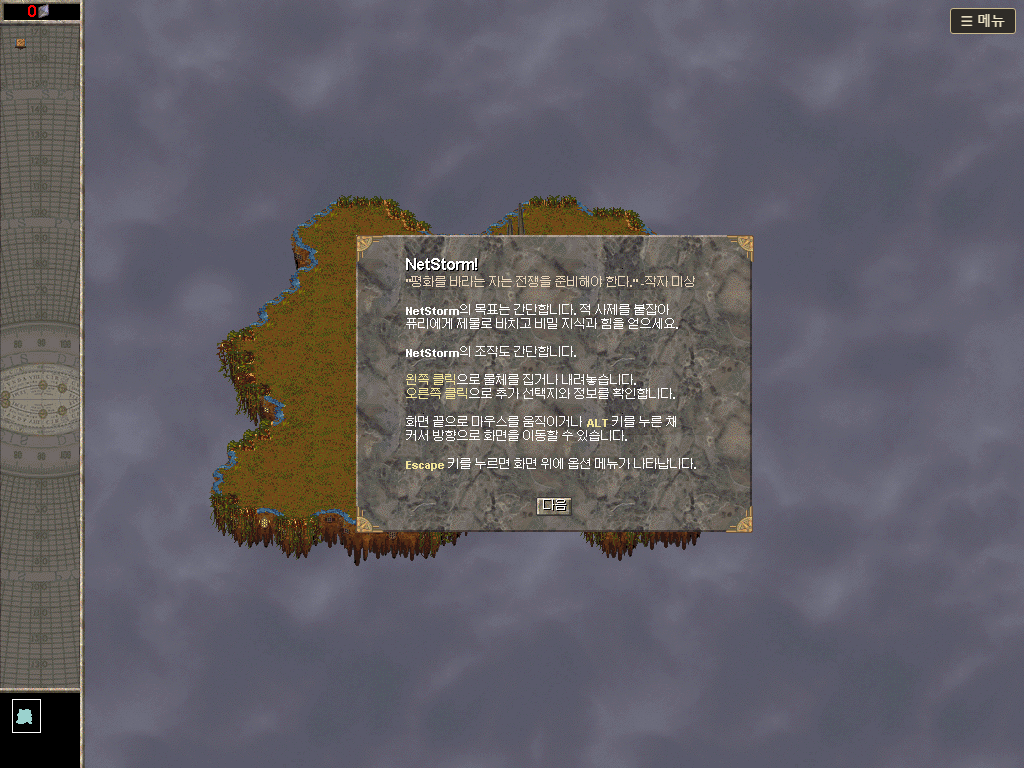 0
☰ 메뉴
NetStorm!
"평화를 바라는 자는 전쟁을 준비해야 한다." -작자 미상
NetStorm의 목표는 간단합니다. 적 사제를 붙잡아
퓨리에게 제물로 바치고 비밀 지식과 힘을 얻으세요.
NetStorm의 조작도 간단합니다.
왼쪽 클릭으로 물체를 집거나 내려놓습니다.
오른쪽 클릭으로 추가 선택지와 정보를 확인합니다.
화면 끝으로 마우스를 움직이거나 ALT 키를 누른 채
커서 방향으로 화면을 이동할 수 있습니다.
Escape 키를 누르면 화면 위에 옵션 메뉴가 나타납니다.
다음